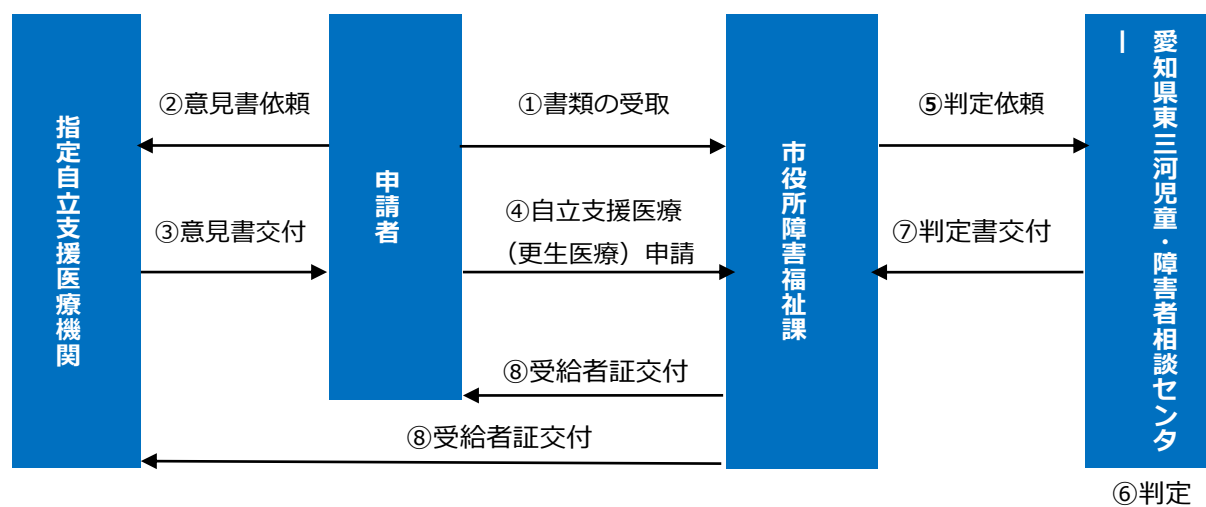 指定自立支援医療機関
②意見書依頼
③意見書交付
申請者
①書類の受取
④自立支援医療
(更生医療)申請
⑧受給者証交付
⑧受給者証交付
市役所障害福祉課
⑤判定依頼
⑦判定書交付
愛知県東三河児童・障害者相談センタ
ー
⑥判定